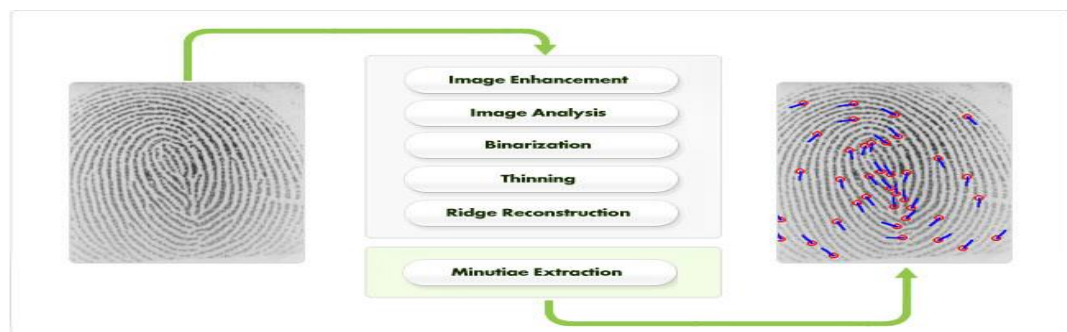 Image Enhancement
Image Analysis
Binarization
Thinning
Ridge Reconstruction
Minutiae Extraction